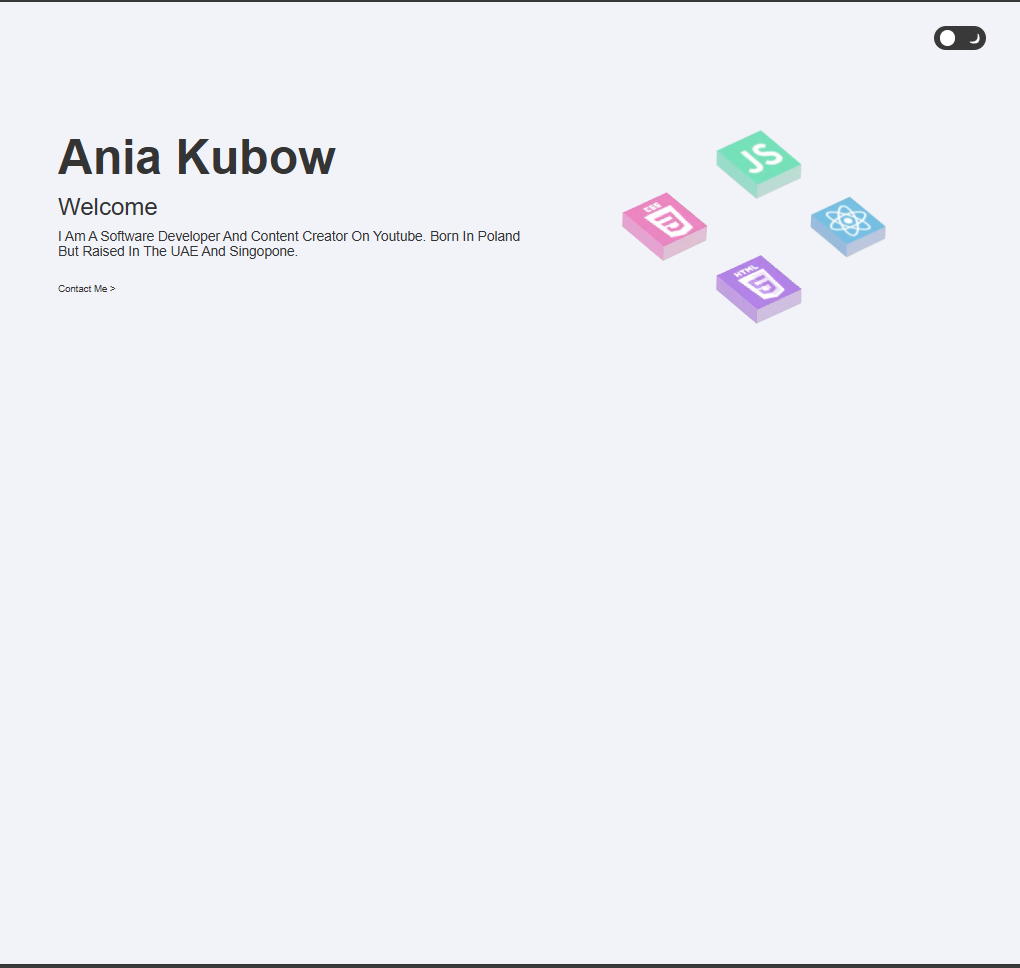 Ania Kubow
JS
Welcome
CSS
I Am A Software Developer And Content Creator On Youtube. Born In Poland
But Raised In The UAE And Singopone.
HTML
Contact Me >